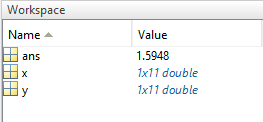 Workspace
Name Value
ans 1.5948
x 1x11 double
y 1x11 double